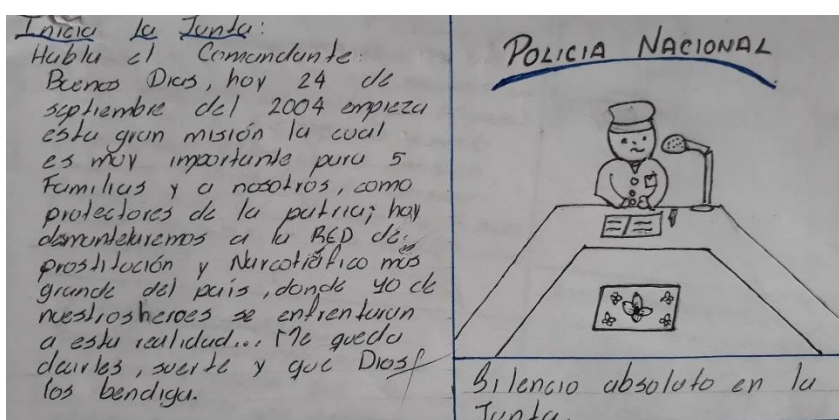 Inicia la Junta:
Habla el Comandante:
Buenos Dias, hoy 24 de
septiembre del 2004 empieza
esta gran misión la cual
es muy importante para 5
Familias y a nosotros, como
protectores de la patria; hoy
desmantelaremos a la RED de
prostitución y Narcotráfico más
grande del país, donde 40 de
nuestros heroes se enfrentaran
a esta realidad... Me queda
decirles, suerte y que Dios
los bendiga.
POLICIA NACIONAL
Silencio absoluto en la
Junta.